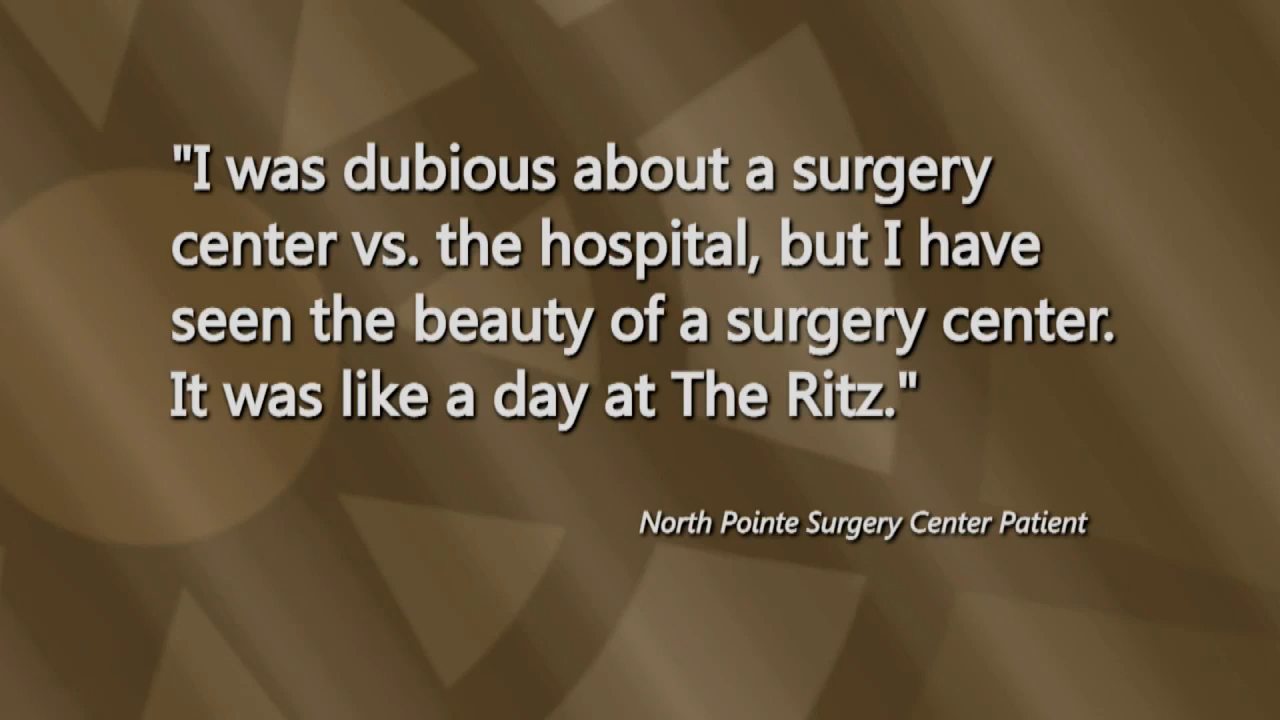 "I was dubious about a surgery
center vs. the hospital, but I have
seen the beauty of a surgery center.
It was like a day at The Ritz."
North Pointe Surgery Center Patient